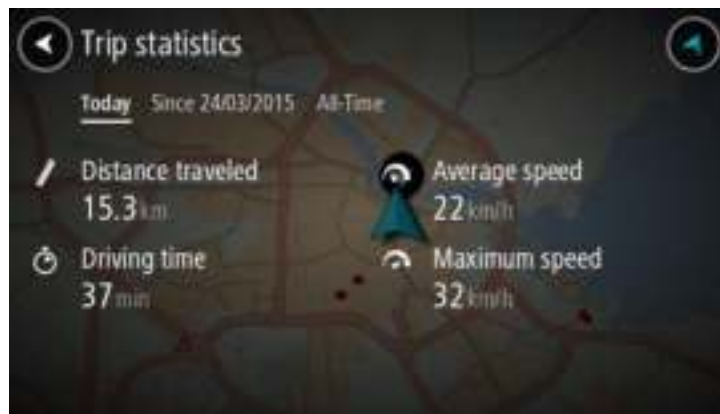 Trip statistics
Today Since 24/03/2015 All-Time
Distance traveled
15.3 km
Average speed
22 km/h
Driving time
37 min
Maximum speed
32 km/h